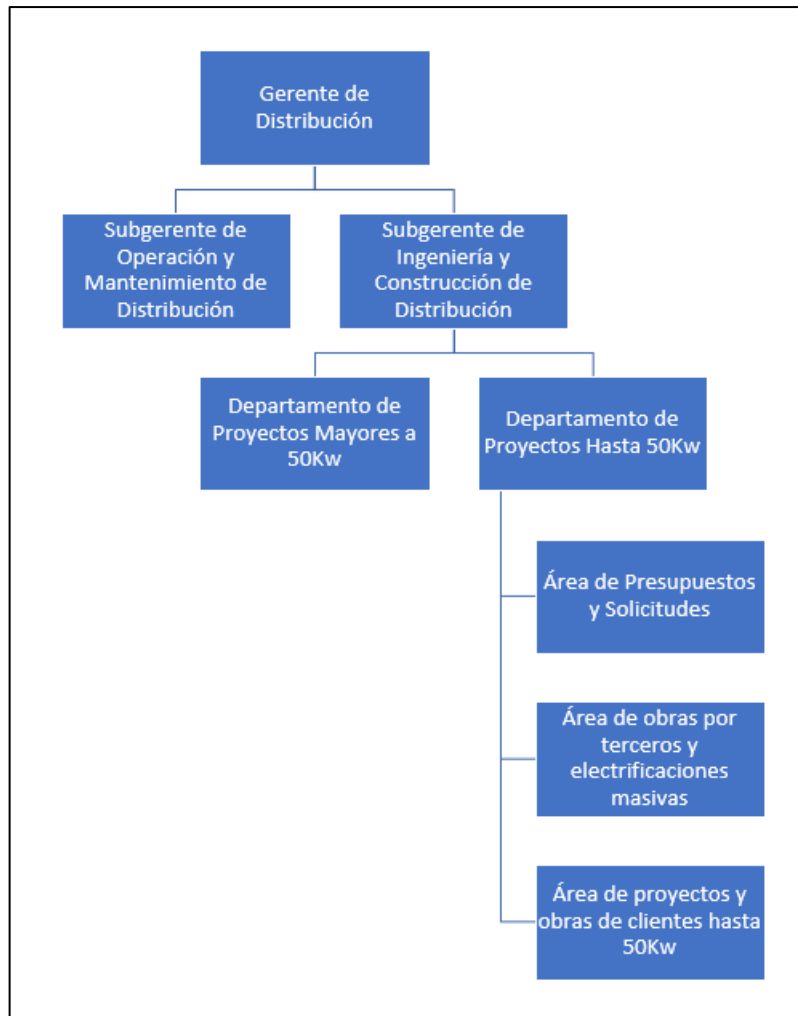 Gerente de
Distribución
Subgerente de
Operación y
Mantenimiento de
Distribución
Subgerente de
Ingeniería y
Construcción de
Distribución
Departamento de
Proyectos Mayores a
50Kw
Departamento de
Proyectos Hasta 50Kw
Área de Presupuestos
y Solicitudes
Área de obras por
terceros y
electrificaciones
masivas
Área de proyectos y
obras de clientes hasta
50Kw